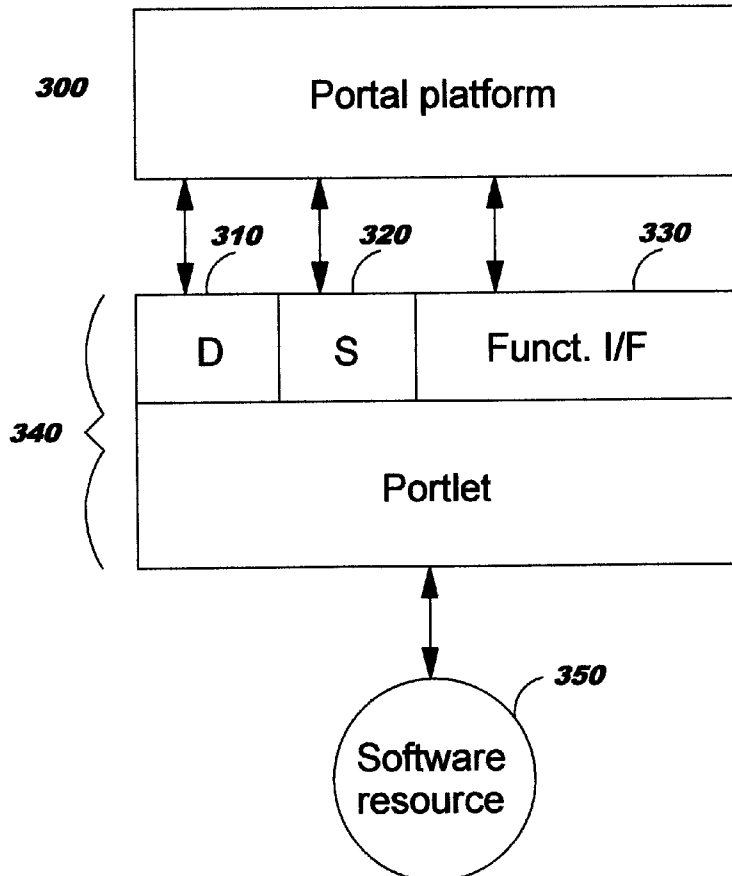 300
Portal platform
310
320
330
D
S
Funct. I/F
340
Portlet
350
Software
resource